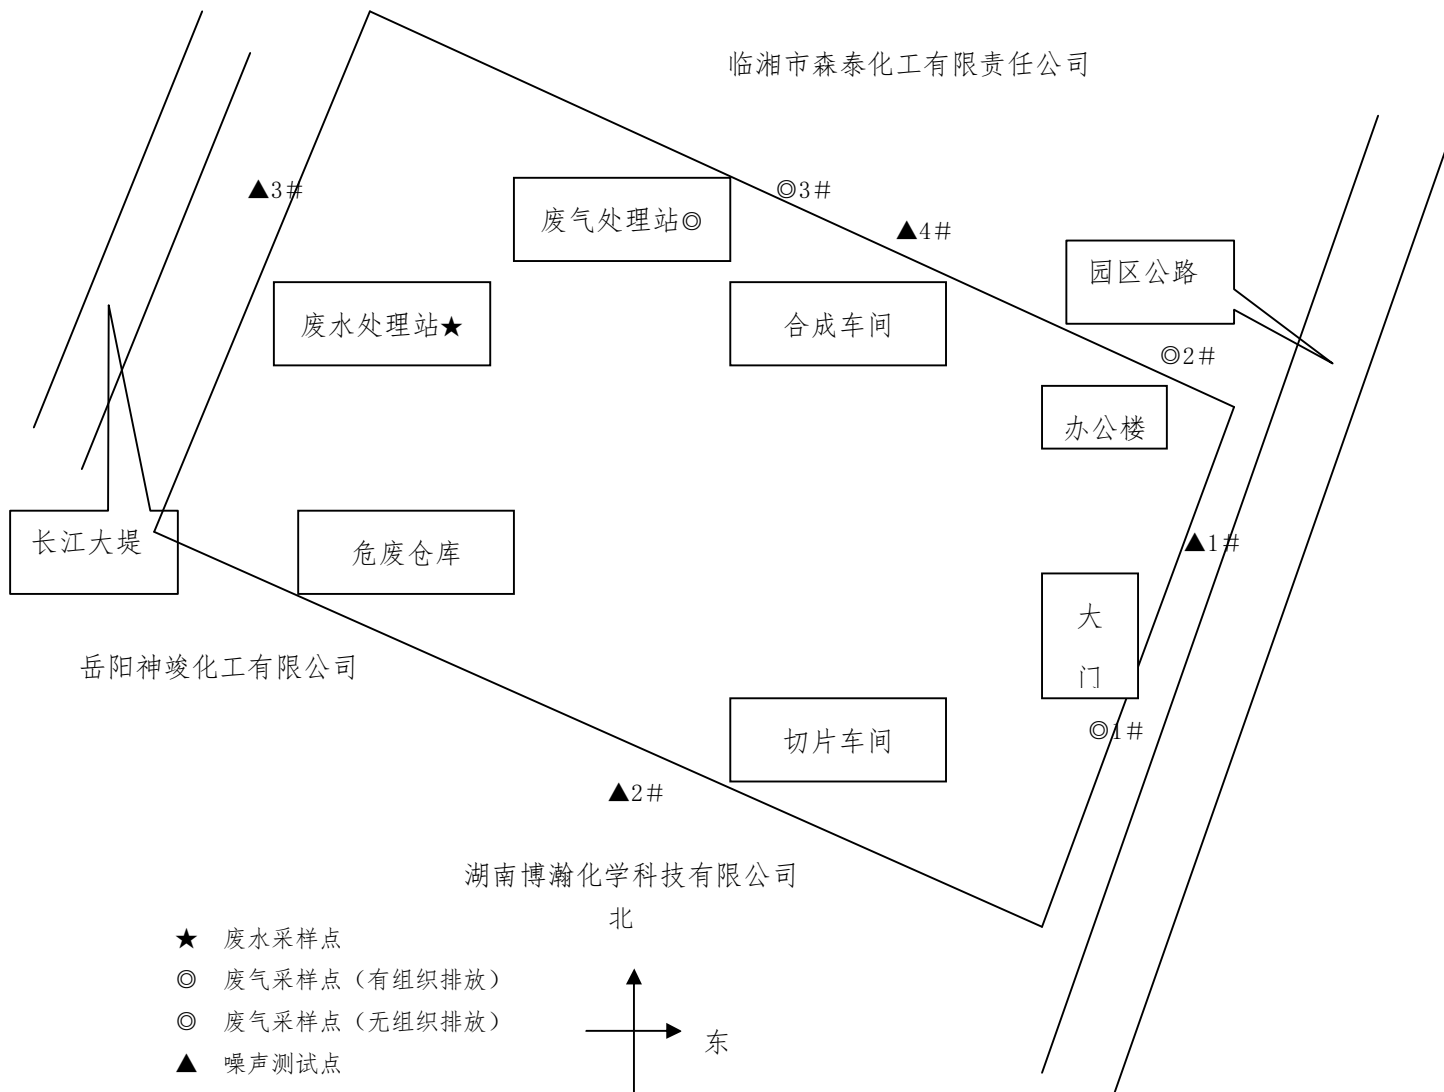 临湘市森泰化工有限责任公司
▲3#
◎3#
废气处理站◎
▲4#
园区公路
废水处理站★
合成车间
◎2#
办公楼
长江大堤
危废仓库
▲1#
大
门
岳阳神竣化工有限公司
◎1#
切片车间
▲2#
湖南博瀚化学科技有限公司
北
★ 废水采样点
◎ 废气采样点（有组织排放）
◎ 废气采样点（无组织排放）
东
▲ 噪声测试点